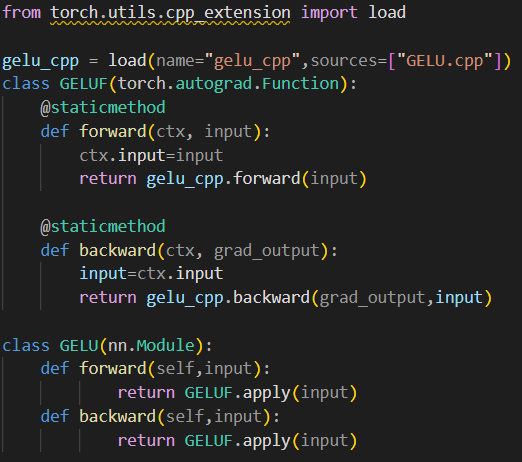 from torch.utils.cpp_extension import load
gelu_cpp = load(name="gelu_cpp",sources=["GELU.cpp"])
class GELUF(torch.autograd.Function):
    @staticmethod
    def forward(ctx, input):
        ctx.input=input
        return gelu_cpp.forward(input)
    @staticmethod
    def backward(ctx, grad_output):
        input=ctx.input
        return gelu_cpp.backward(grad_output,input)
class GELU(nn.Module):
    def forward(self,input):
            return GELUF.apply(input)
    def backward(self,input):
            return GELUF.apply(input)